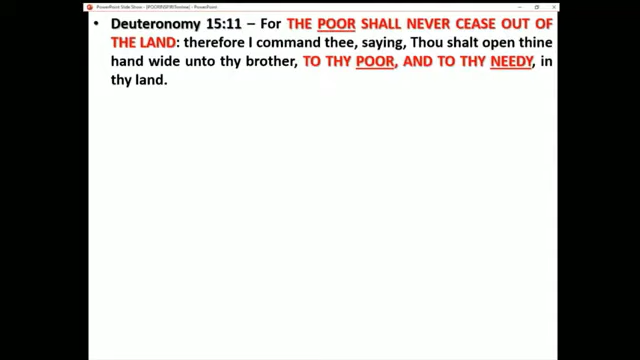 • Deuteronomy 15:11 – For THE POOR SHALL NEVER CEASE OUT OF
THE LAND: therefore I command thee, saying, Thou shalt open thine
hand wide unto thy brother, TO THY POOR, AND TO THY NEEDY, in
thy land.